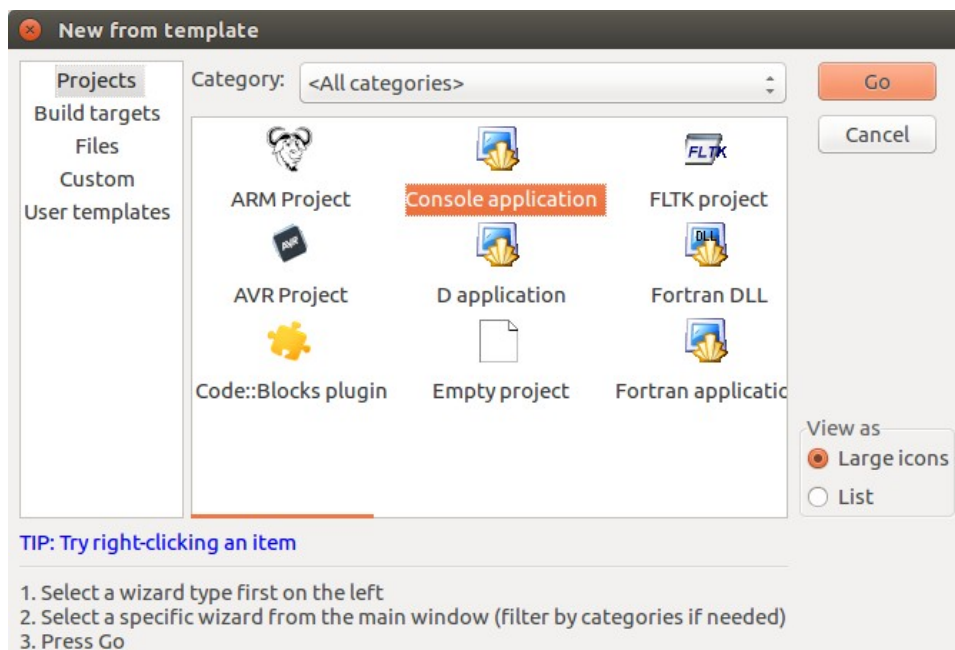 New from template
Projects
Build targets
Files
Custom
User templates
Category: <All categories>
Go
Cancel
FLTK
ARM Project Console application FLTK project
AVR DLL
AVR Project D application Fortran DLL
Code::Blocks plugin Empty project Fortran applicatic
View as
Large icons
List
TIP: Try right-clicking an item
1. Select a wizard type first on the left
2. Select a specific wizard from the main window (filter by categories if needed)
3. Press Go